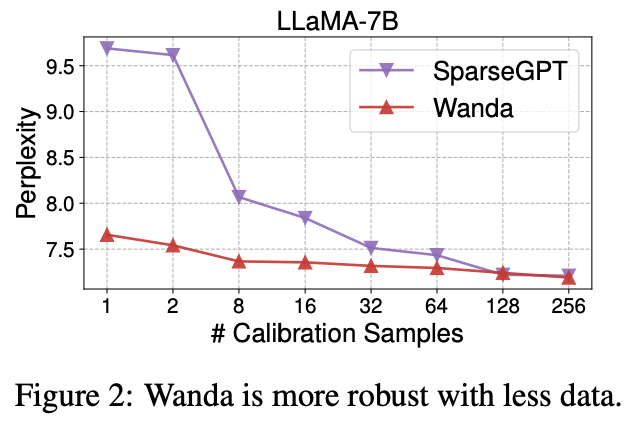 LLaMA-7B
SparseGPT
Wanda
Perplexity
9.5
9.0
8.5
8.0
7.5
1 2 8 16 32 64 128 256
# Calibration Samples
Figure 2: Wanda is more robust with less data.